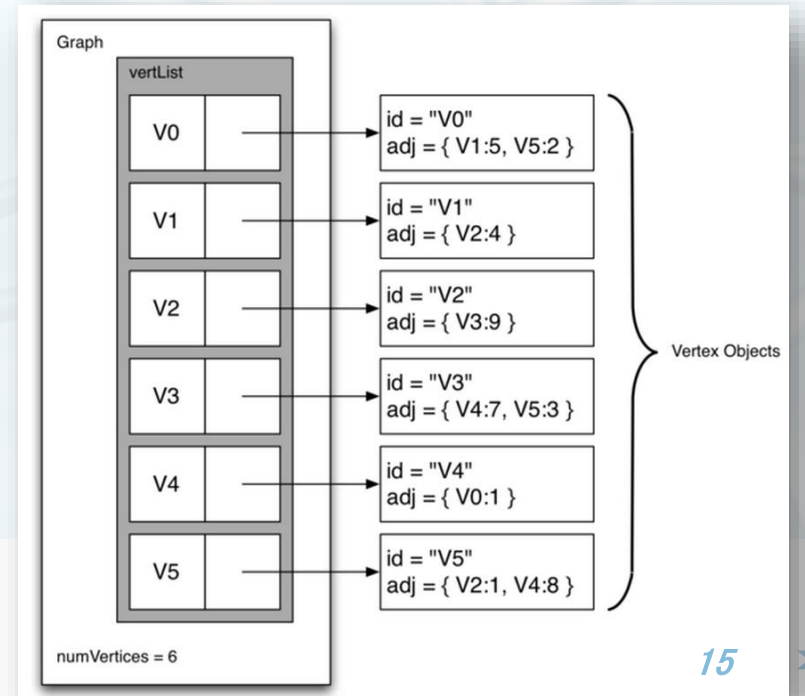 Graph
vertList
V0
id = "V0"
adj = { V1:5, V5:2 }
V1
id = "V1"
adj = { V2:4 }
V2
id = "V2"
adj = { V3:9 }
V3
id = "V3"
adj = { V4:7, V5:3 }
V4
id = "V4"
adj = { V0:1 }
V5
id = "V5"
adj = { V2:1, V4:8 }
Vertex Objects
numVertices = 6
15